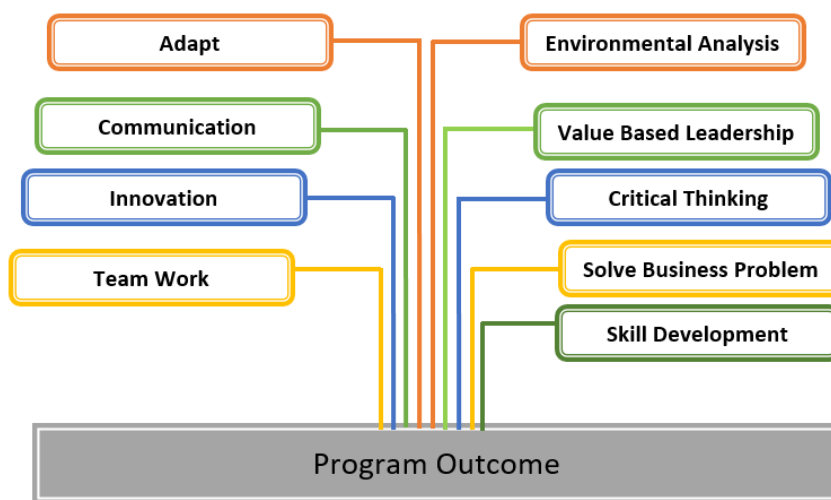 Adapt
Environmental Analysis
Communication
Value Based Leadership
Innovation
Critical Thinking
Team Work
Solve Business Problem
Skill Development
Program Outcome